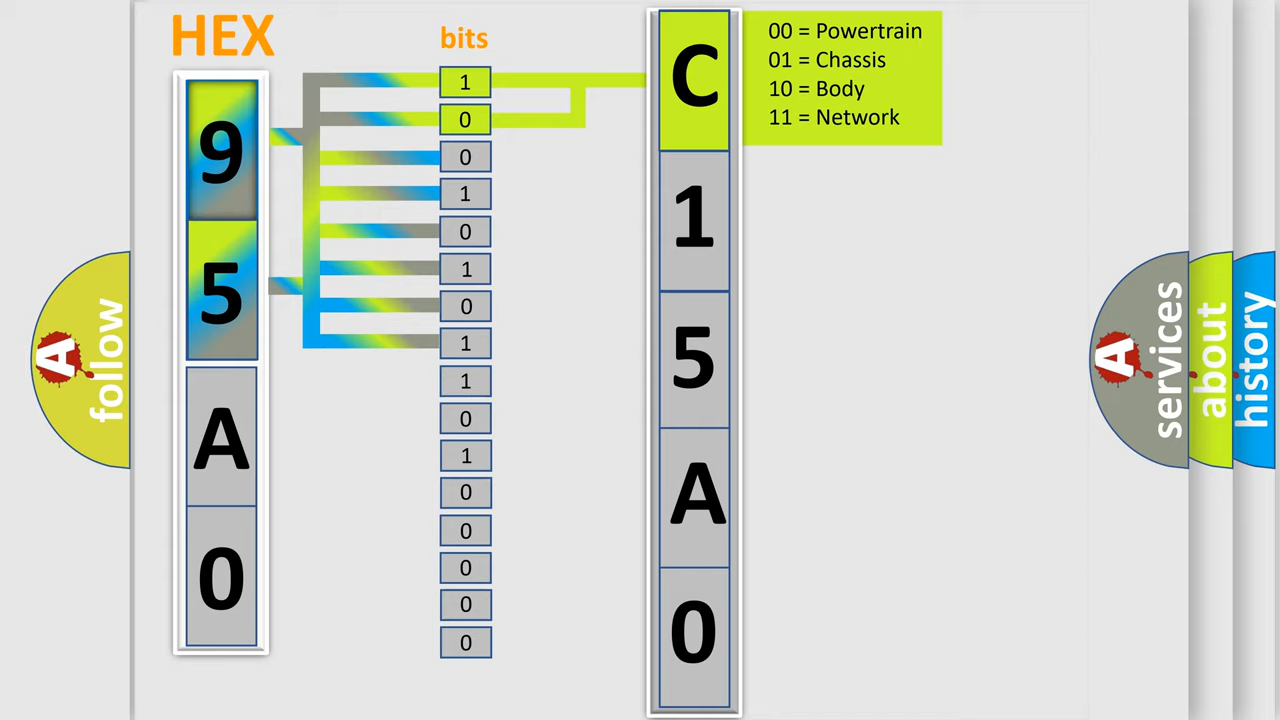 HEX
9
5
A
0
bits
1
0
0
1
0
1
0
1
1
0
1
0
0
0
0
0
C
1
5
A
0
00 = Powertrain
01 = Chassis
10 = Body
11 = Network
A
follow
A
services
about
history